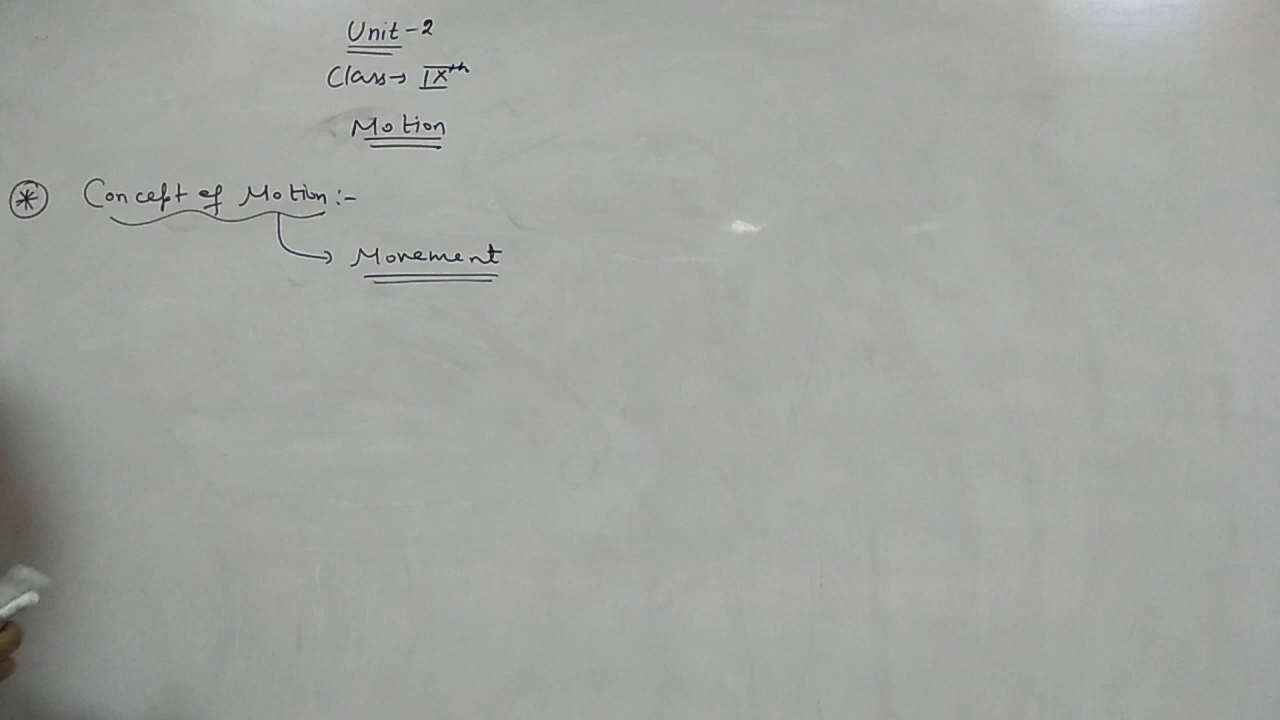 Unit-2
Class→ IXth
Motion
* Concept of Motion:-
→ Movement